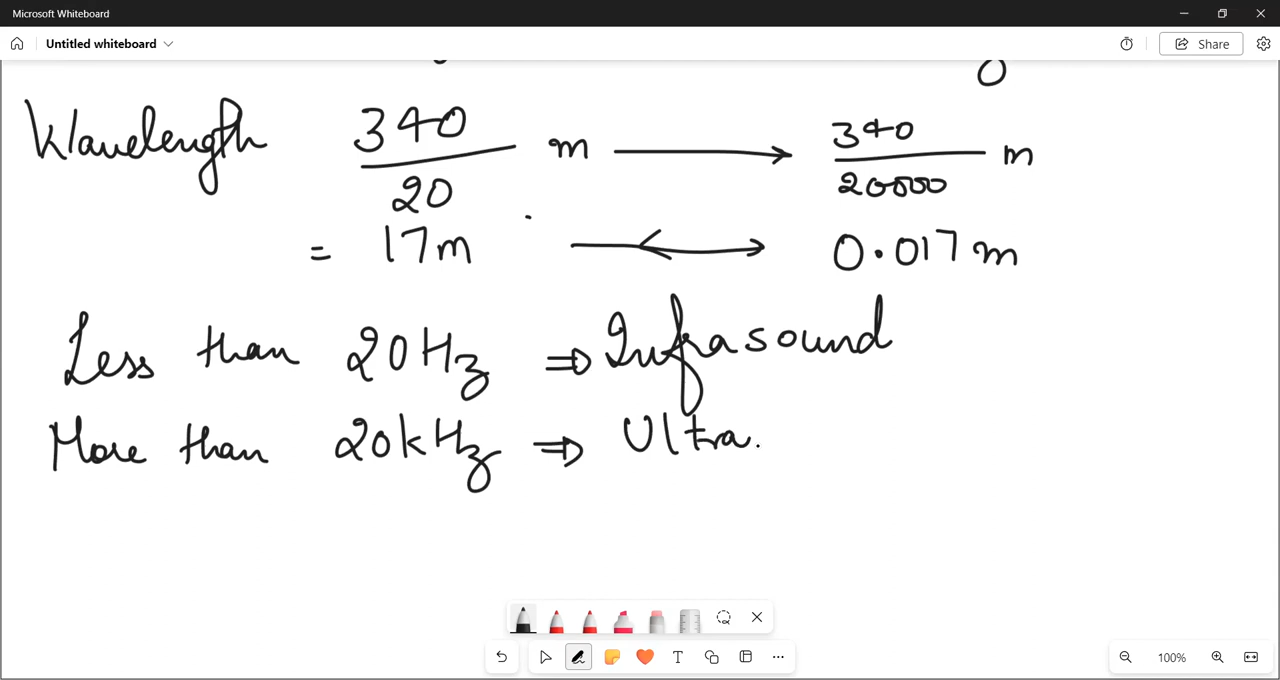 Microsoft Whiteboard
Untitled whiteboard
Share
Wavelength 340/20 m → 340/20000 m
= 17m ↔ 0.017 m
Less than 20Hz ⇒ Infrasound
More than 20kHz ⇒ Ultra.
100%